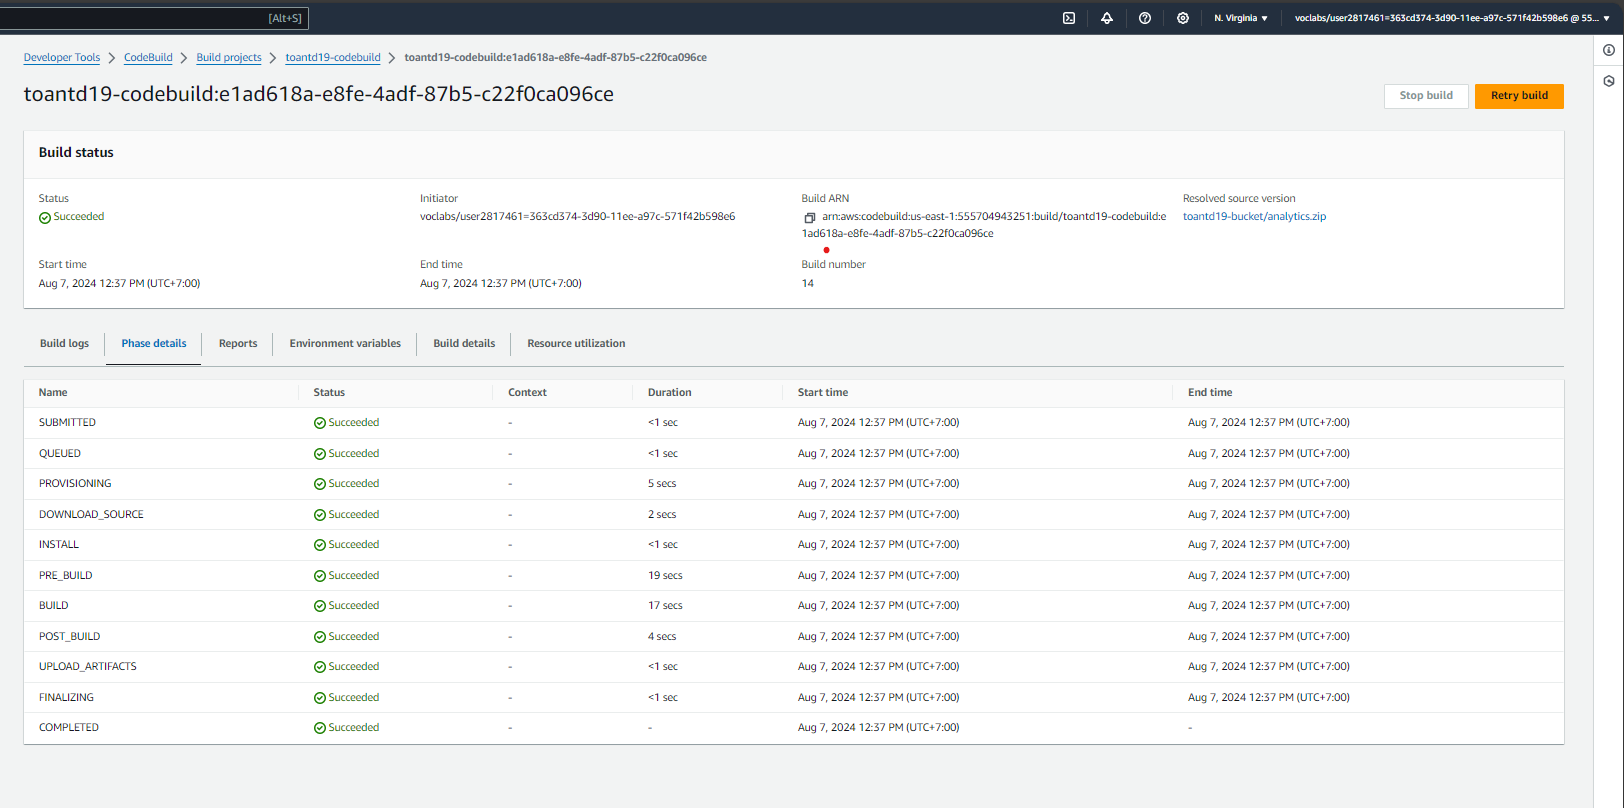 [Alt+S] N. Virginia voclabs/user2817461=363cd374-3d90-11ee-a97c-571f42b598e6 @ 55...
Developer Tools CodeBuild Build projects toantd19-codebuild toantd19-codebuild:e1ad618a-e8fe-4adf-87b5-c22f0ca096ce
toantd19-codebuild:e1ad618a-e8fe-4adf-87b5-c22f0ca096ce
Stop build Retry build
Build status
Status Initiator Build ARN Resolved source version
Succeeded voclabs/user2817461=363cd374-3d90-11ee-a97c-571f42b598e6 arn:aws:codebuild:us-east-1:555704943251:build/toantd19-codebuild:e toantd19-bucket/analytics.zip
1ad618a-e8fe-4adf-87b5-c22f0ca096ce
Start time End time Build number
Aug 7, 2024 12:37 PM (UTC+7:00) Aug 7, 2024 12:37 PM (UTC+7:00) 14
Build logs Phase details Reports Environment variables Build details Resource utilization
Name Status Context Duration Start time End time
SUBMITTED Succeeded - <1 sec Aug 7, 2024 12:37 PM (UTC+7:00) Aug 7, 2024 12:37 PM (UTC+7:00)
QUEUED Succeeded - <1 sec Aug 7, 2024 12:37 PM (UTC+7:00) Aug 7, 2024 12:37 PM (UTC+7:00)
PROVISIONING Succeeded - 5 secs Aug 7, 2024 12:37 PM (UTC+7:00) Aug 7, 2024 12:37 PM (UTC+7:00)
DOWNLOAD_SOURCE Succeeded - 2 secs Aug 7, 2024 12:37 PM (UTC+7:00) Aug 7, 2024 12:37 PM (UTC+7:00)
INSTALL Succeeded - <1 sec Aug 7, 2024 12:37 PM (UTC+7:00) Aug 7, 2024 12:37 PM (UTC+7:00)
PRE_BUILD Succeeded - 19 secs Aug 7, 2024 12:37 PM (UTC+7:00) Aug 7, 2024 12:37 PM (UTC+7:00)
BUILD Succeeded - 17 secs Aug 7, 2024 12:37 PM (UTC+7:00) Aug 7, 2024 12:37 PM (UTC+7:00)
POST_BUILD Succeeded - 4 secs Aug 7, 2024 12:37 PM (UTC+7:00) Aug 7, 2024 12:37 PM (UTC+7:00)
UPLOAD_ARTIFACTS Succeeded - <1 sec Aug 7, 2024 12:37 PM (UTC+7:00) Aug 7, 2024 12:37 PM (UTC+7:00)
FINALIZING Succeeded - <1 sec Aug 7, 2024 12:37 PM (UTC+7:00) Aug 7, 2024 12:37 PM (UTC+7:00)
COMPLETED Succeeded - - Aug 7, 2024 12:37 PM (UTC+7:00) -